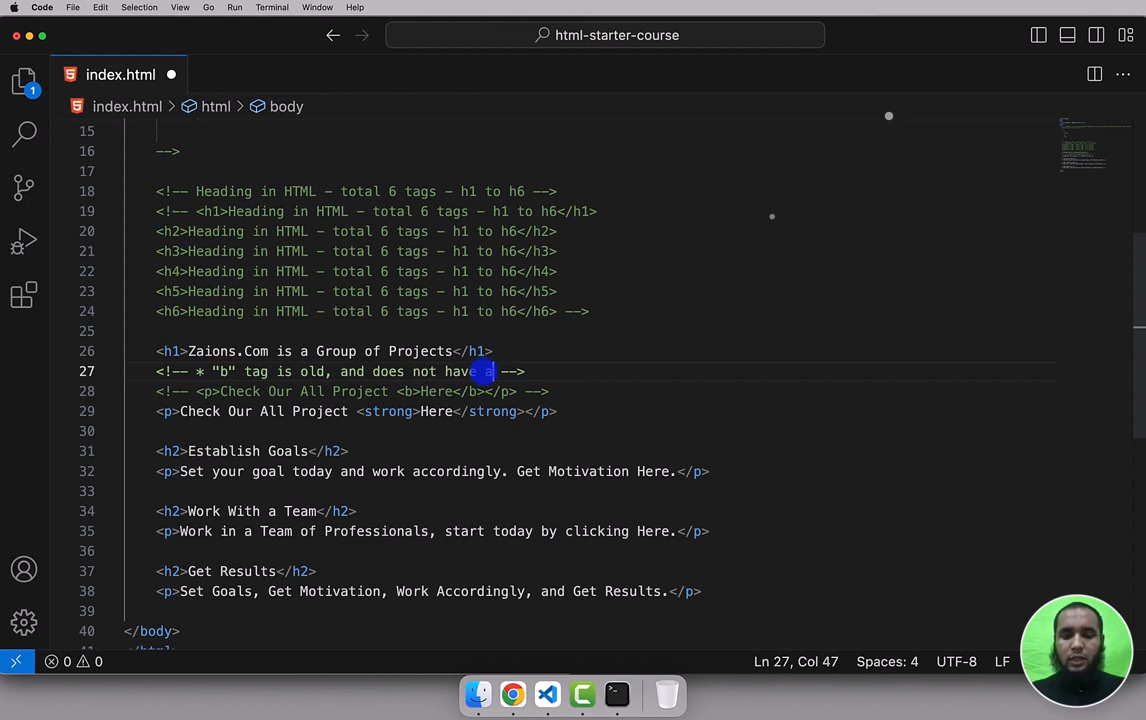 Code File Edit Selection View Go Run Terminal Window Help
html-starter-course
index.html
index.html > html > body
1
15
16 -->
17
18 <!-- Heading in HTML - total 6 tags - h1 to h6 -->
19 <!-- <h1>Heading in HTML - total 6 tags - h1 to h6</h1>
20 <h2>Heading in HTML - total 6 tags - h1 to h6</h2>
21 <h3>Heading in HTML - total 6 tags - h1 to h6</h3>
22 <h4>Heading in HTML - total 6 tags - h1 to h6</h4>
23 <h5>Heading in HTML - total 6 tags - h1 to h6</h5>
24 <h6>Heading in HTML - total 6 tags - h1 to h6</h6> -->
25
26 <h1>Zaions.Com is a Group of Projects</h1>
27 <!-- * "b" tag is old, and does not have a -->
28 <!-- <p>Check Our All Project <b>Here</b></p> -->
29 <p>Check Our All Project <strong>Here</strong></p>
30
31 <h2>Establish Goals</h2>
32 <p>Set your goal today and work accordingly. Get Motivation Here.</p>
33
34 <h2>Work With a Team</h2>
35 <p>Work in a Team of Professionals, start today by clicking Here.</p>
36
37 <h2>Get Results</h2>
38 <p>Set Goals, Get Motivation, Work Accordingly, and Get Results.</p>
39
40 </body>
0 0 Ln 27, Col 47 Spaces: 4 UTF-8 LF